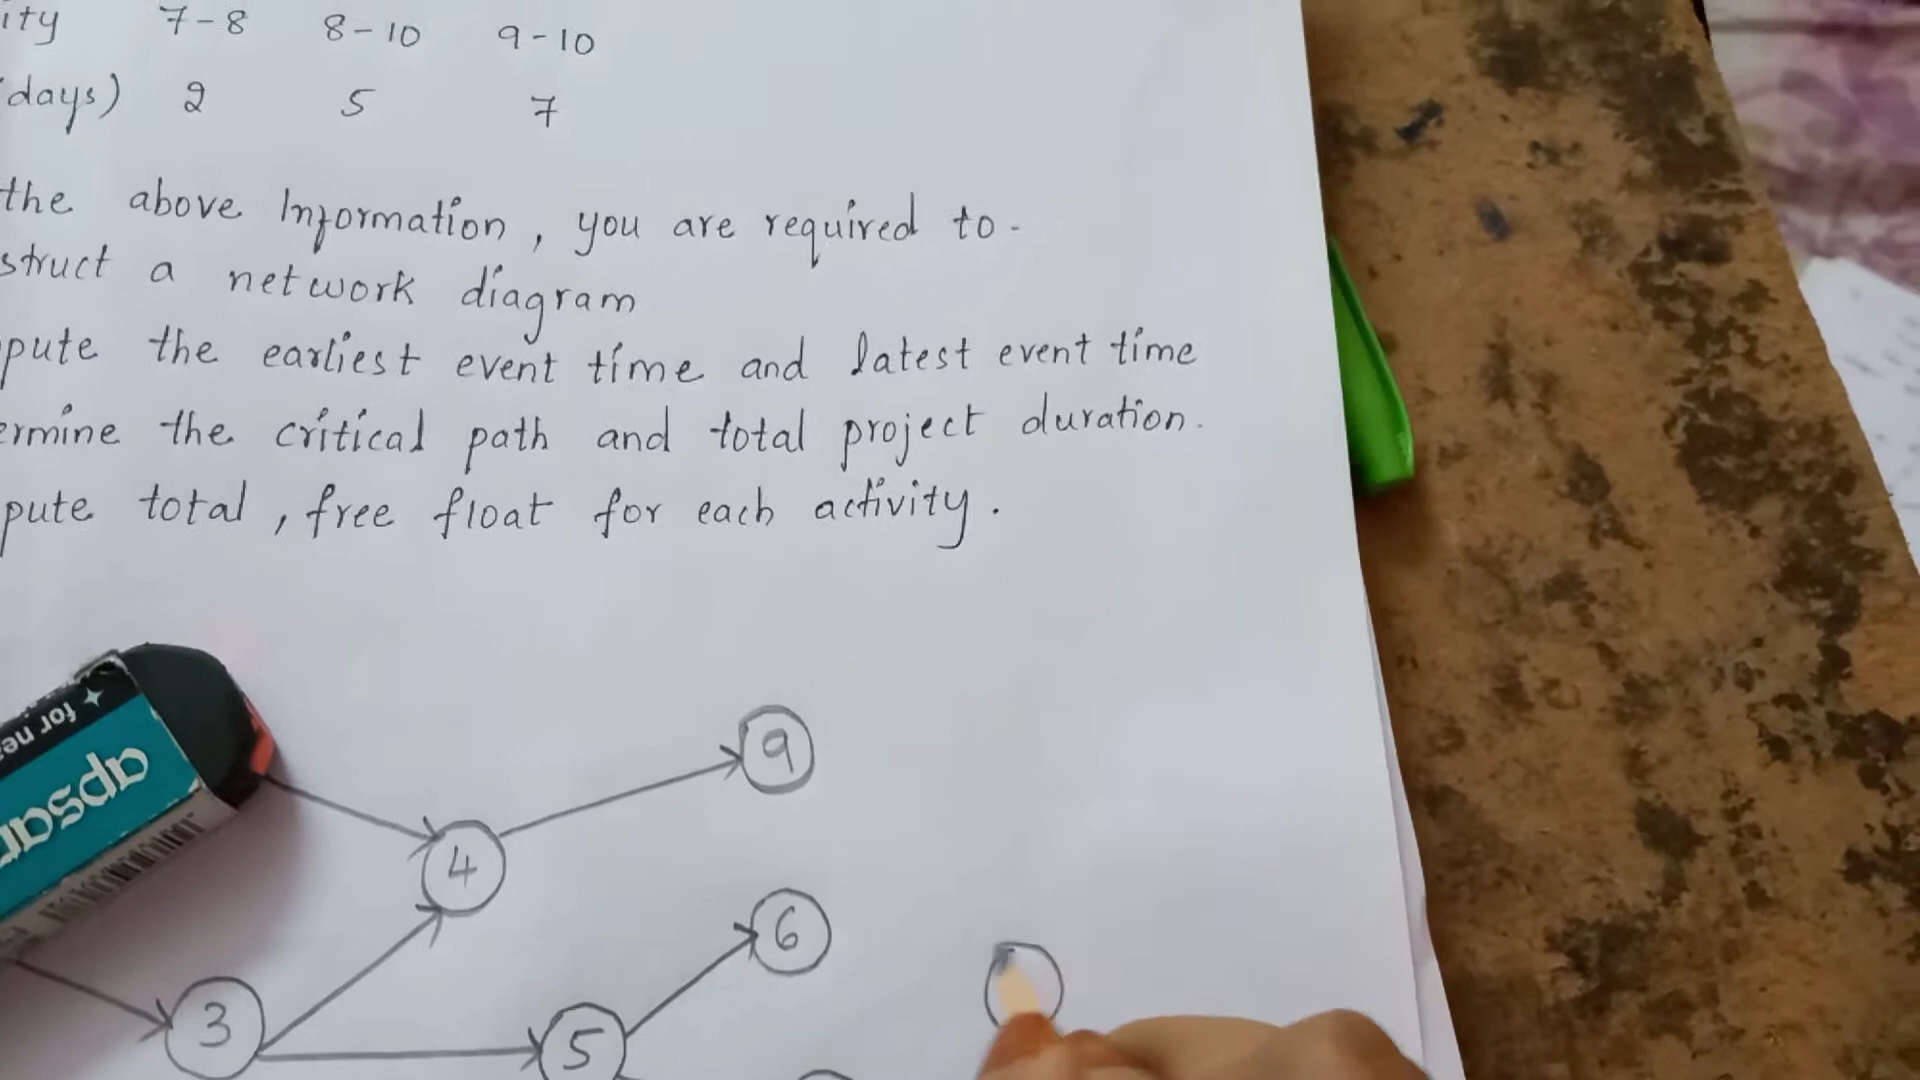 ity 7-8 8-10 9-10
days) 2 5 7
the above Information, you are required to -
struct a network diagram
pute the earliest event time and latest event time
ermine the critical path and total project duration.
pute total, free float for each activity.
for nea
apsar
9
4
6
3
5